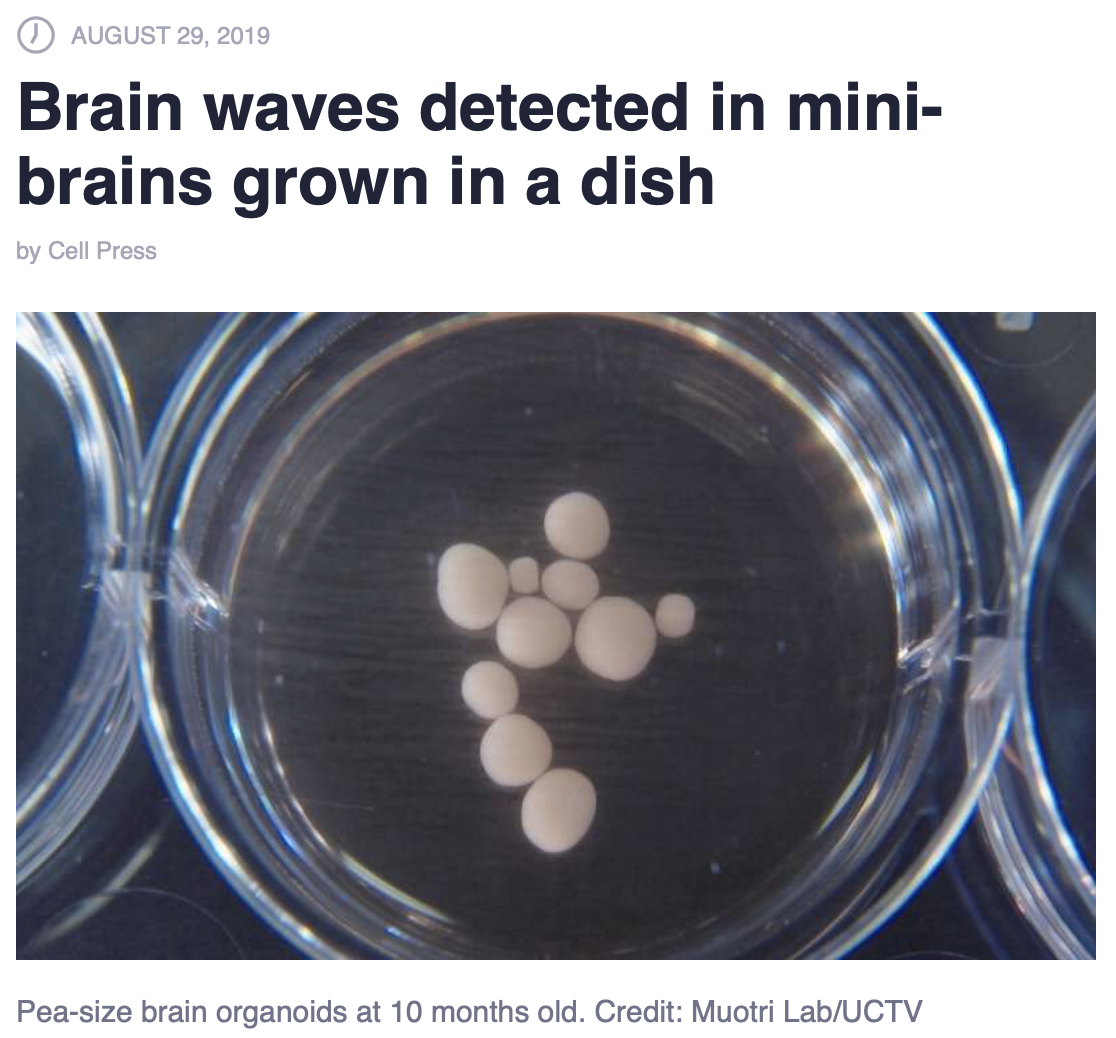 AUGUST 29, 2019
Brain waves detected in mini-
brains grown in a dish
by Cell Press
Pea-size brain organoids at 10 months old. Credit: Muotri Lab/UCTV